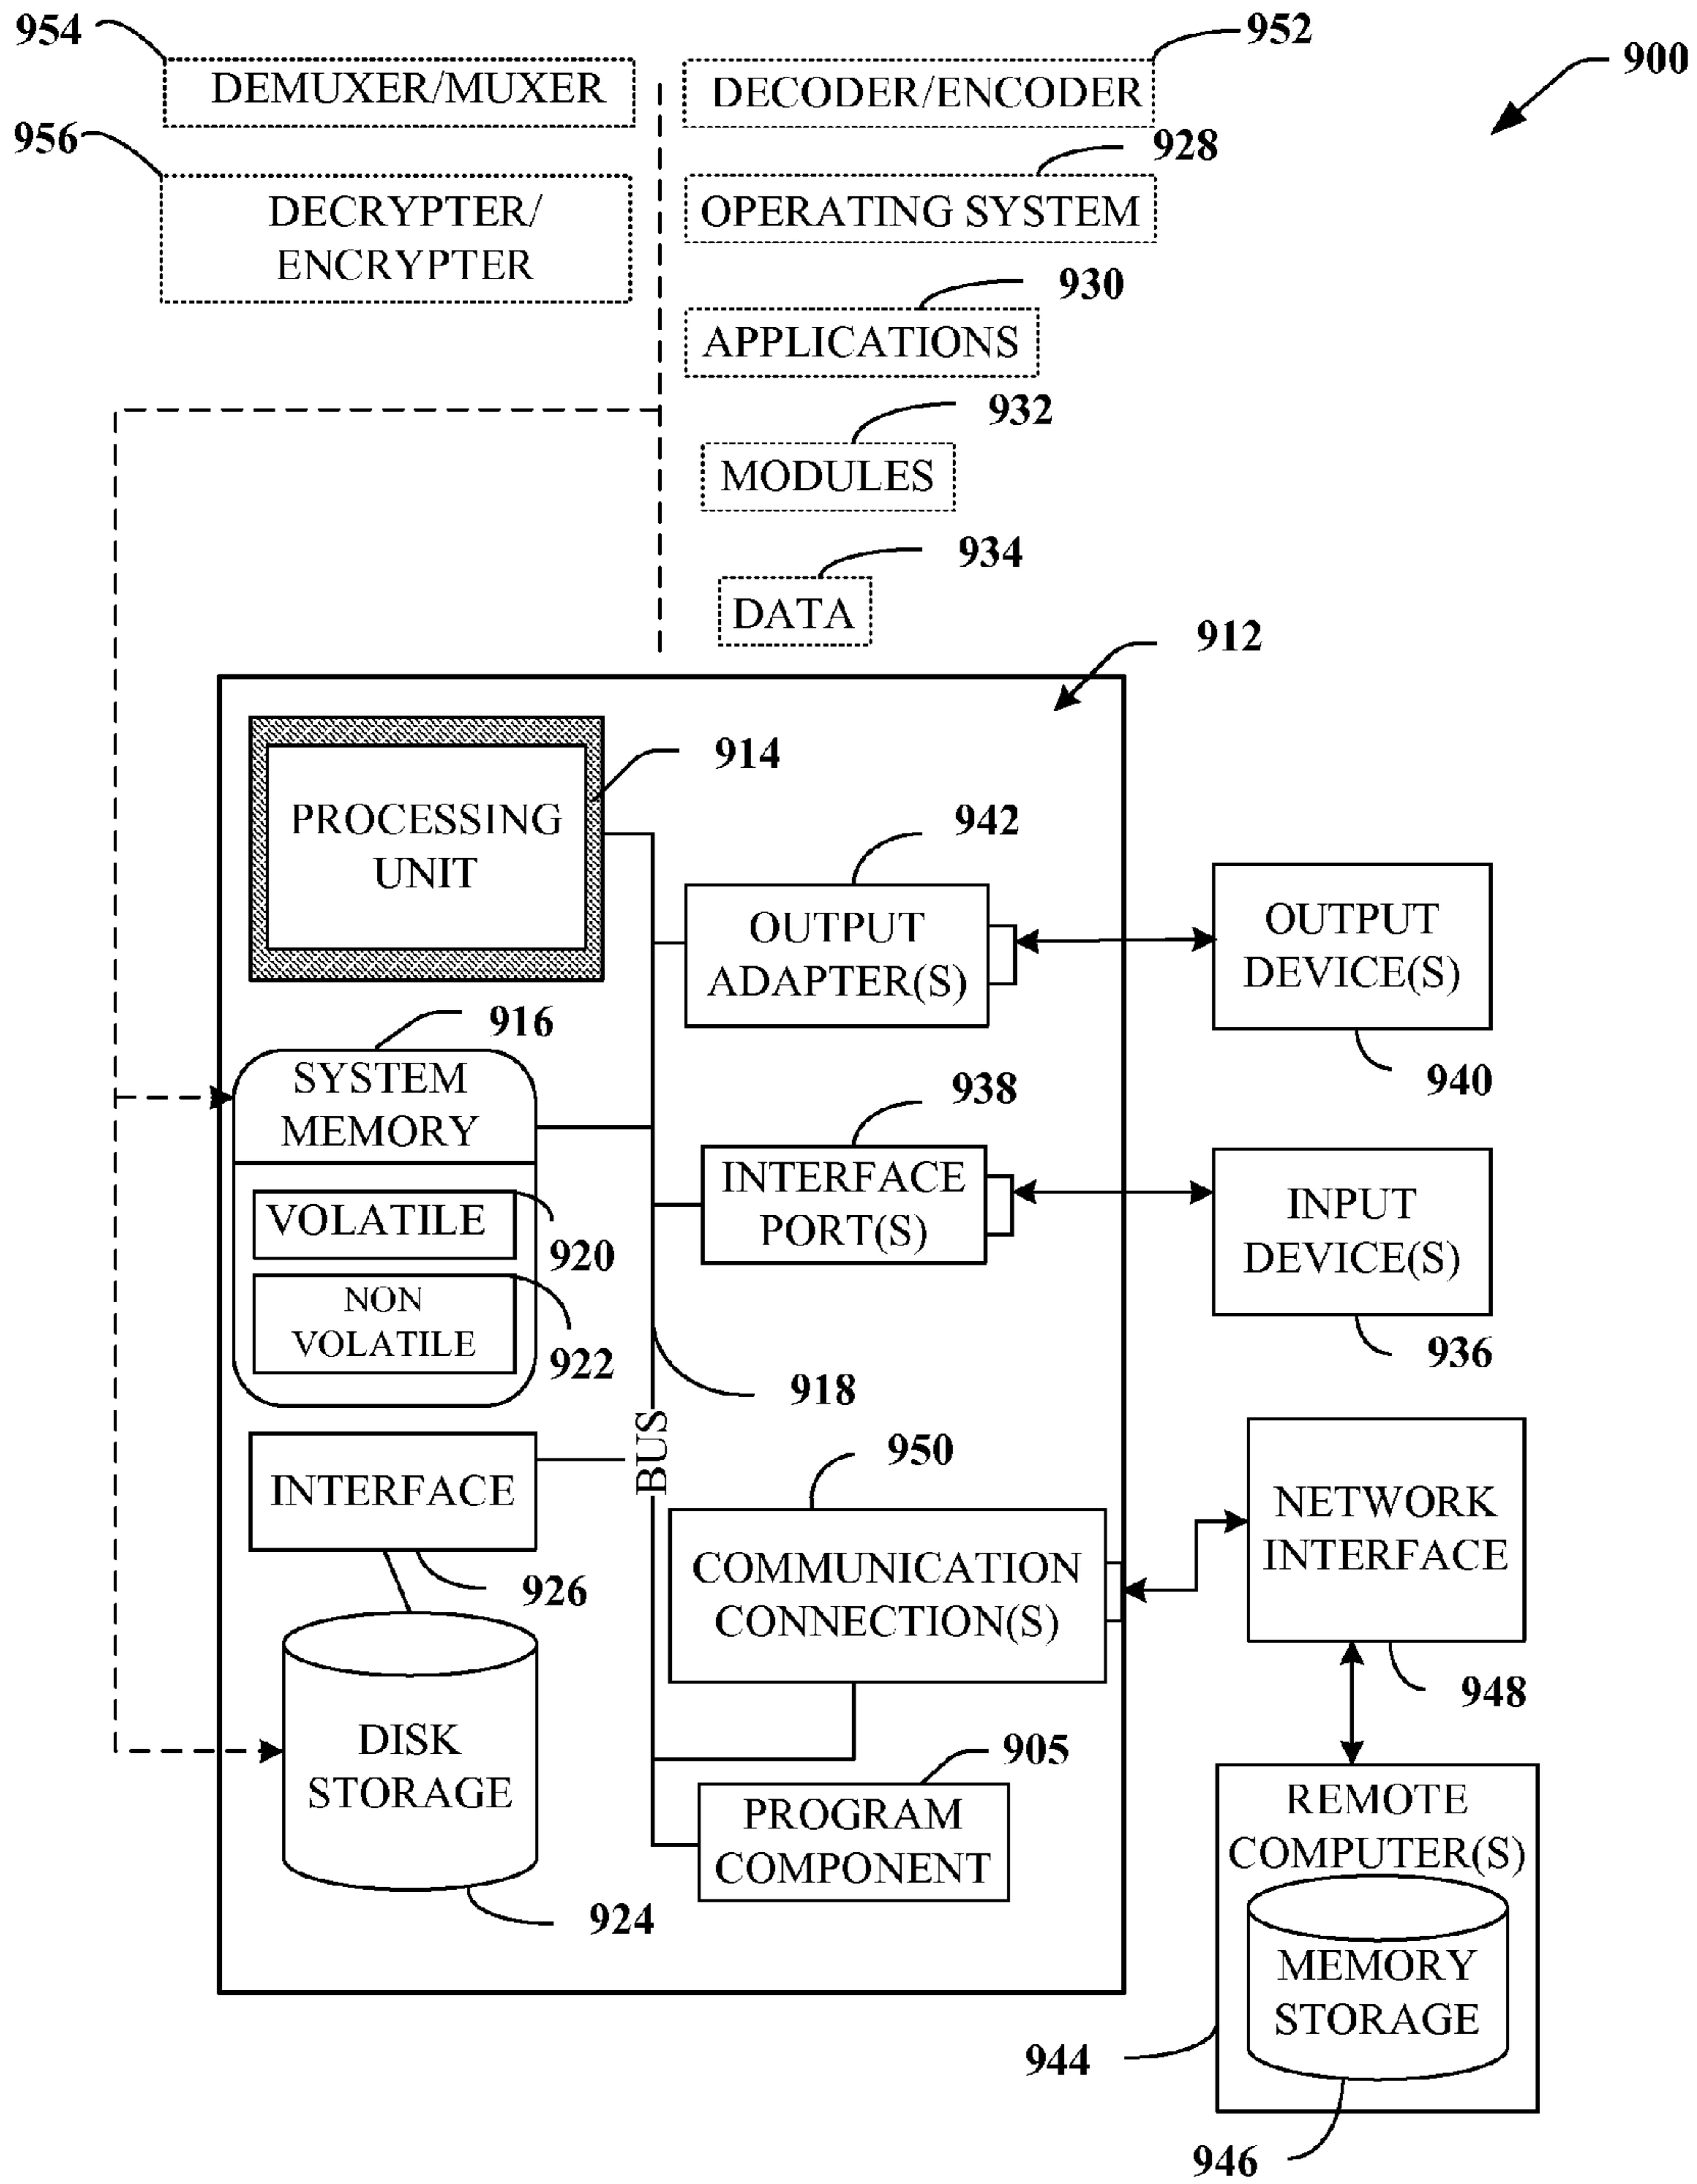 954
952
900
DEMUXER/MUXER
DECODER/ENCODER
956
928
DECRYPTER/
ENCRYPTER
OPERATING SYSTEM
930
APPLICATIONS
932
MODULES
934
DATA
912
914
PROCESSING
UNIT
942
OUTPUT
ADAPTER(S)
OUTPUT
DEVICE(S)
940
916
SYSTEM
MEMORY
938
INTERFACE
PORT(S)
INPUT
DEVICE(S)
936
VOLATILE
920
NON
VOLATILE
922
918
BUS
INTERFACE
926
950
COMMUNICATION
CONNECTION(S)
NETWORK
INTERFACE
948
DISK
STORAGE
924
905
PROGRAM
COMPONENT
REMOTE
COMPUTER(S)
MEMORY
STORAGE
944
946